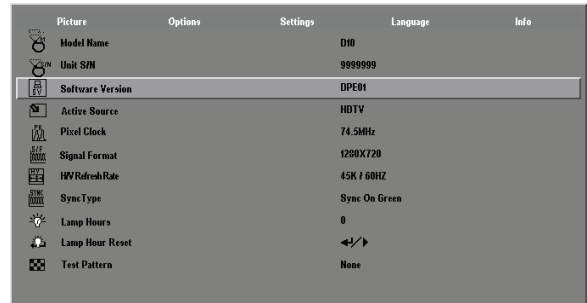 Picture Options Settings Language Info
Model Name D10
S/N Unit S/N 9999999
SV Software Version DPE01
Active Source HDTV
Pixel Clock 74.5MHz
S/F Signal Format 1280X720
H/V H/V Refresh Rate 45K / 60HZ
SYNC SyncType Sync On Green
Lamp Hours 0
Lamp Hour Reset /
Test Pattern None